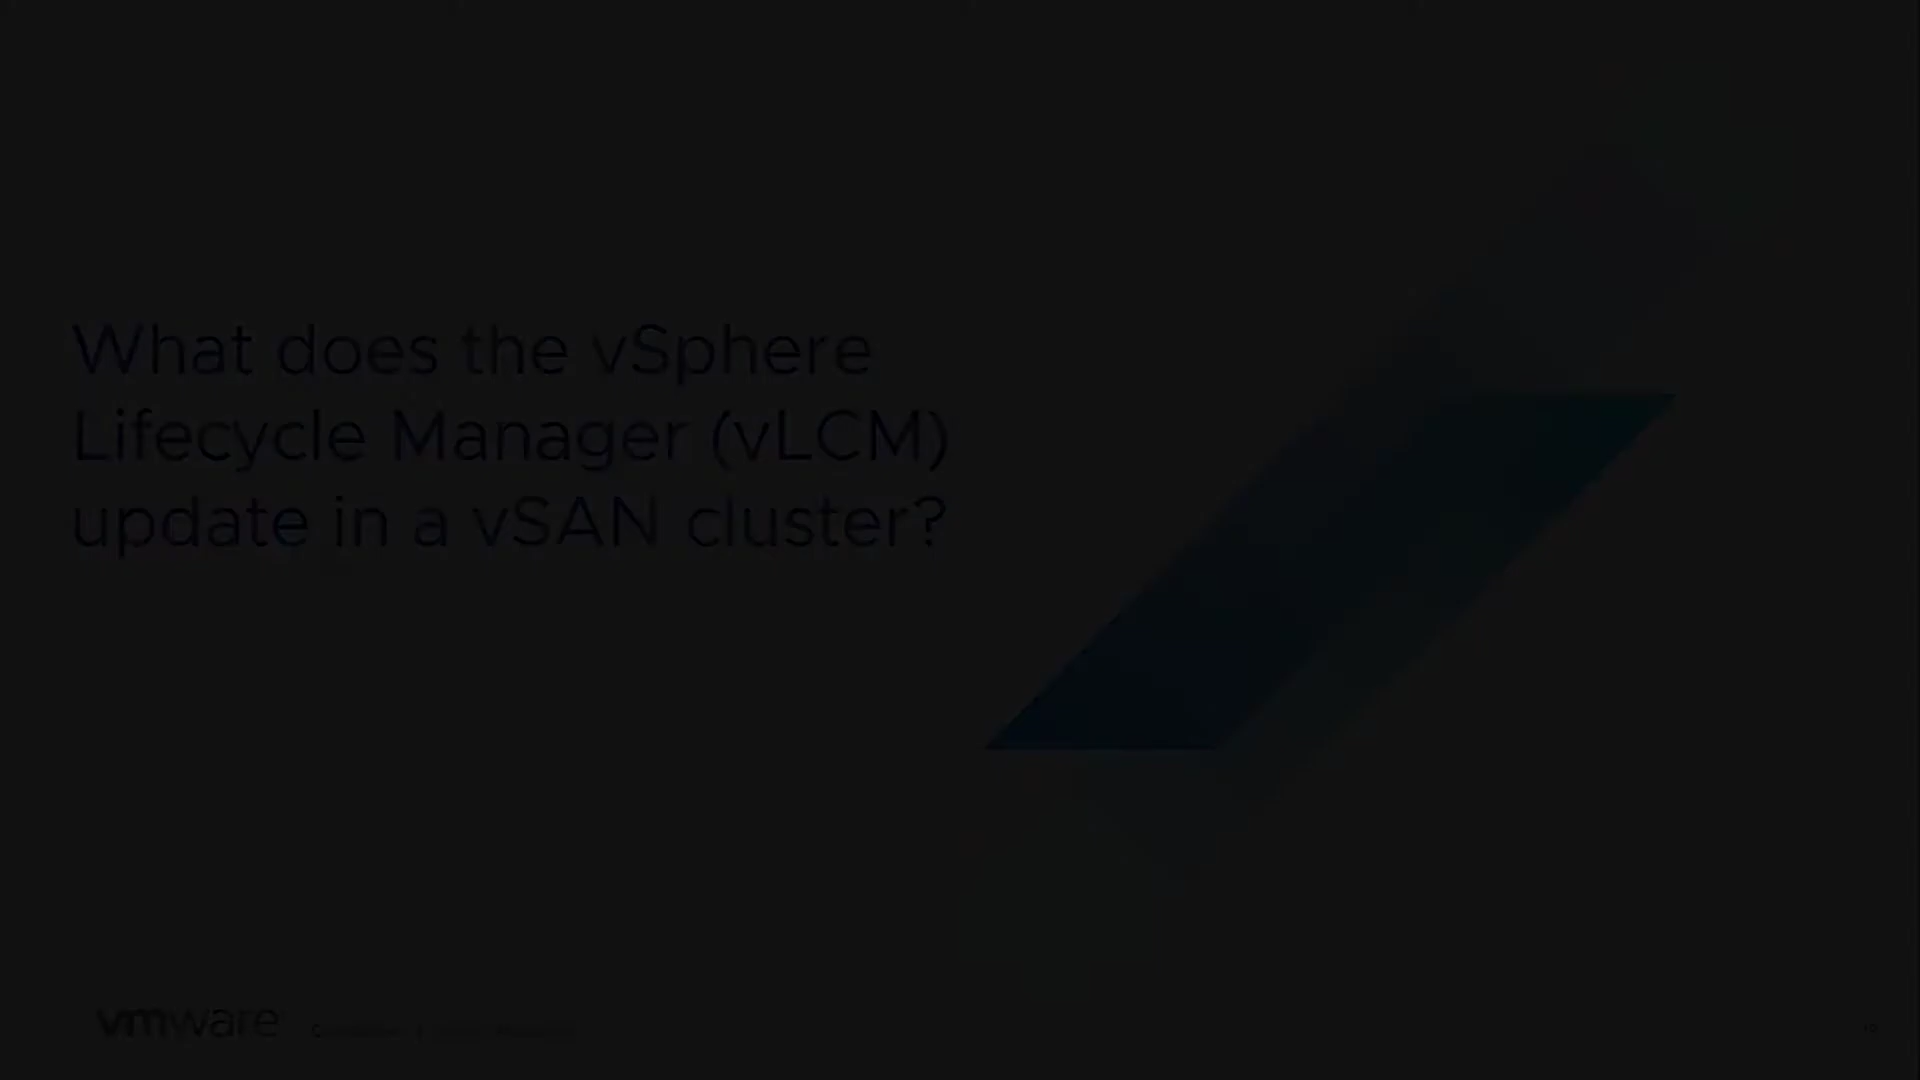 What does the vSphere
Lifecycle Manager (vLCM)
update in a vSAN cluster?
vmware